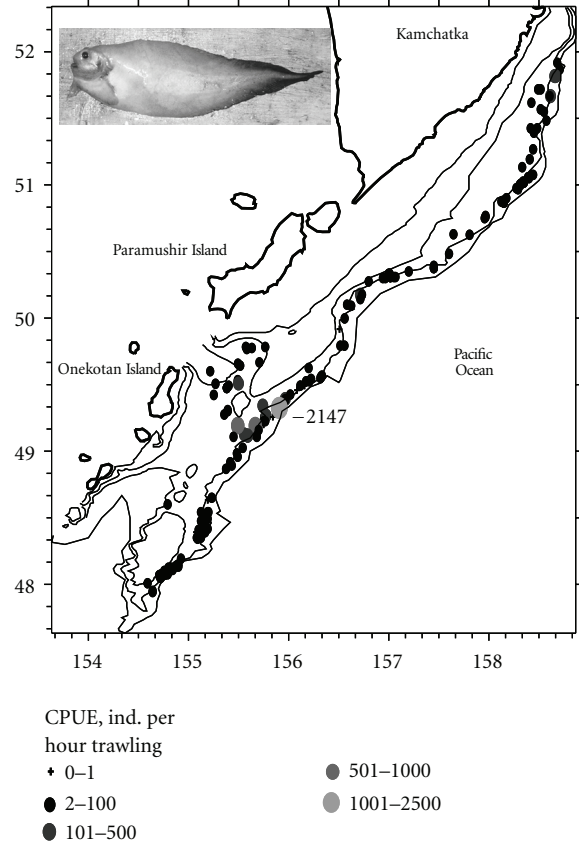 52
Kamchatka
51
Paramushir Island
50
Pacific
Ocean
Onekotan Island
−2147
49
48
154 155 156 157 158
CPUE, ind. per
hour trawling
0–1
2–100
101–500
501–1000
1001–2500